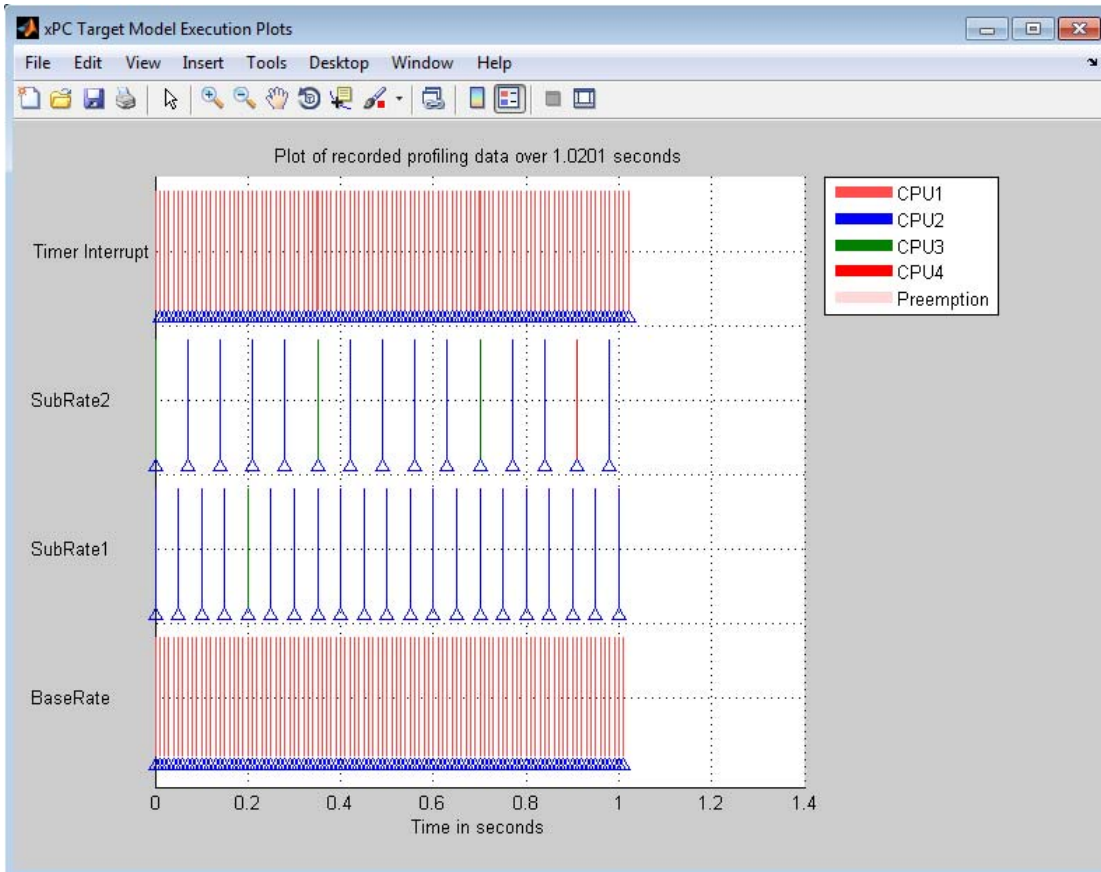 xPC Target Model Execution Plots
File Edit View Insert Tools Desktop Window Help
Plot of recorded profiling data over 1.0201 seconds
CPU1
CPU2
CPU3
CPU4
Preemption
Timer Interrupt
SubRate2
SubRate1
BaseRate
0 0.2 0.4 0.6 0.8 1 1.2 1.4
Time in seconds